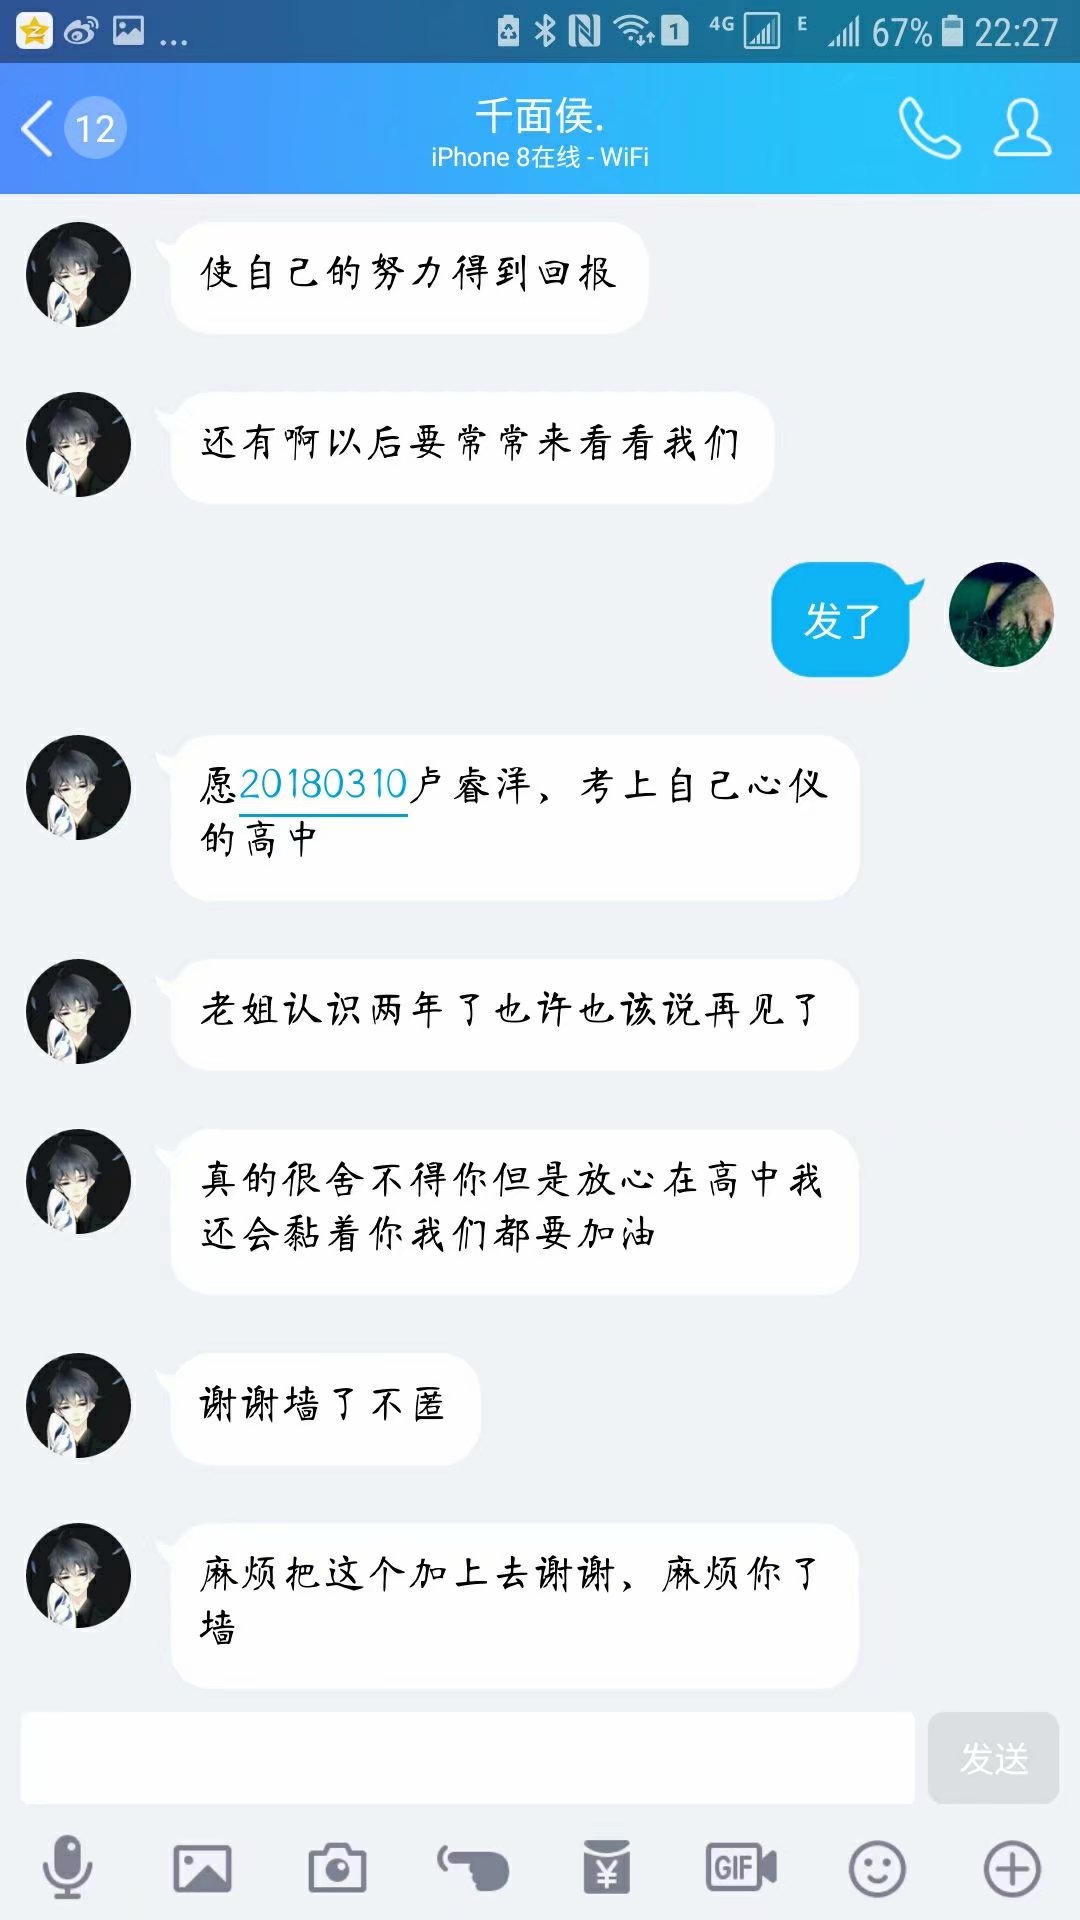 ... 1 4G E 67% 22:27
12
千面侯.
iPhone 8在线 - WiFi
使自己的努力得到回报
还有啊以后要常常来看看我们
发了
愿20180310卢睿洋、考上自己心仪
的高中
老姐认识两年了也许也该说再见了
真的很舍不得你但是放心在高中我
还会黏着你我们都要加油
谢谢墙了不匿
麻烦把这个加上去谢谢、麻烦你了
墙
发送
GIF